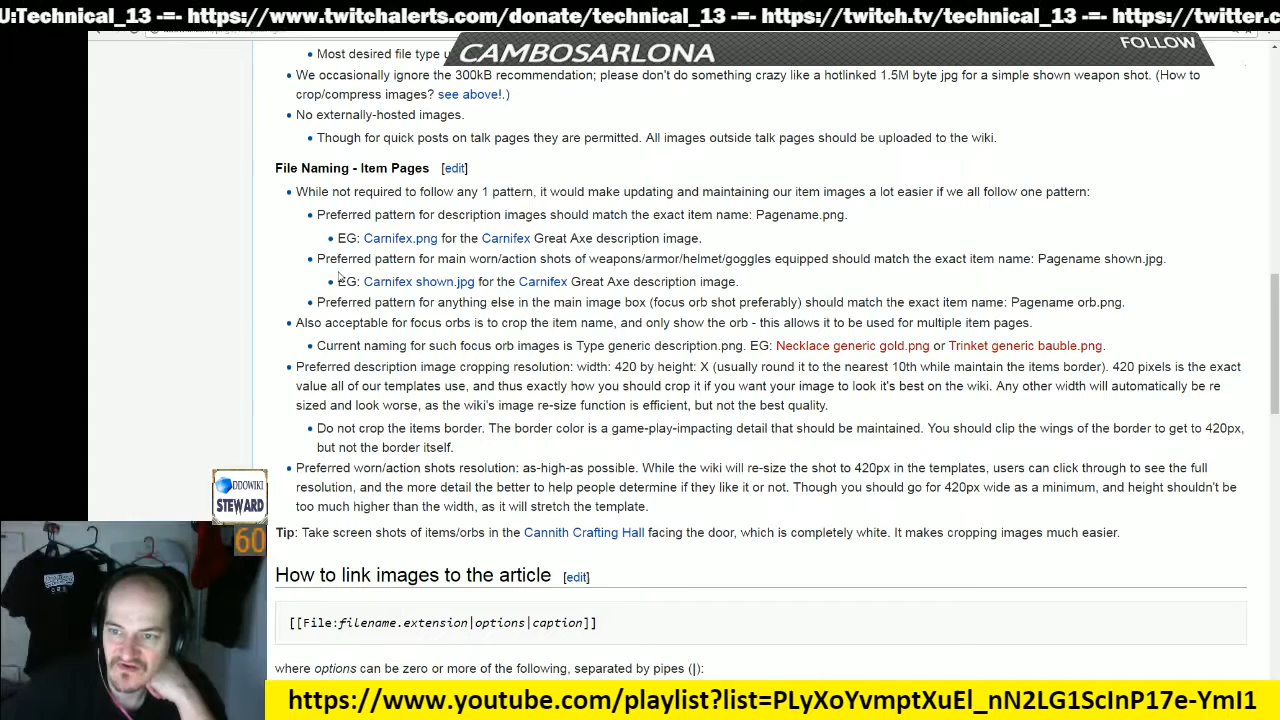 U:Technical_13 -=- https://www.twitchalerts.com/donate/technical_13 -=- https://twitch.tv/technical_13 -=- https://twitter.c
CAMBOSARLONA
FOLLOW
• Most desired file type
• We occasionally ignore the 300kB recommendation; please don't do something crazy like a hotlinked 1.5M byte jpg for a simple shown weapon shot. (How to
crop/compress images? see above!.)
• No externally-hosted images.
• Though for quick posts on talk pages they are permitted. All images outside talk pages should be uploaded to the wiki.
File Naming - Item Pages [edit]
• While not required to follow any 1 pattern, it would make updating and maintaining our item images a lot easier if we all follow one pattern:
• Preferred pattern for description images should match the exact item name: Pagename.png.
• EG: Carnifex.png for the Carnifex Great Axe description image.
• Preferred pattern for main worn/action shots of weapons/armor/helmet/goggles equipped should match the exact item name: Pagename shown.jpg.
• EG: Carnifex shown.jpg for the Carnifex Great Axe description image.
• Preferred pattern for anything else in the main image box (focus orb shot preferably) should match the exact item name: Pagename orb.png.
• Also acceptable for focus orbs is to crop the item name, and only show the orb - this allows it to be used for multiple item pages.
• Current naming for such focus orb images is Type generic description.png. EG: Necklace generic gold.png or Trinket generic bauble.png.
• Preferred description image cropping resolution: width: 420 by height: X (usually round it to the nearest 10th while maintain the items border). 420 pixels is the exact
value all of our templates use, and thus exactly how you should crop it if you want your image to look it's best on the wiki. Any other width will automatically be re
sized and look worse, as the wiki's image re-size function is efficient, but not the best quality.
• Do not crop the items border. The border color is a game-play-impacting detail that should be maintained. You should clip the wings of the border to get to 420px,
but not the border itself.
• Preferred worn/action shots resolution: as-high-as possible. While the wiki will re-size the shot to 420px in the templates, users can click through to see the full
resolution, and the more detail the better to help people determine if they like it or not. Though you should go for 420px wide as a minimum, and height shouldn't be
too much higher than the width, as it will stretch the template.
DDOWIKI
STEWARD
60
Tip: Take screen shots of items/orbs in the Cannith Crafting Hall facing the door, which is completely white. It makes cropping images much easier.
How to link images to the article [edit]
[[File:filename.extension|options|caption]]
where options can be zero or more of the following, separated by pipes (|):
https://www.youtube.com/playlist?list=PLyXoYvmptXuEl_nN2LG1ScInP17e-YmI1